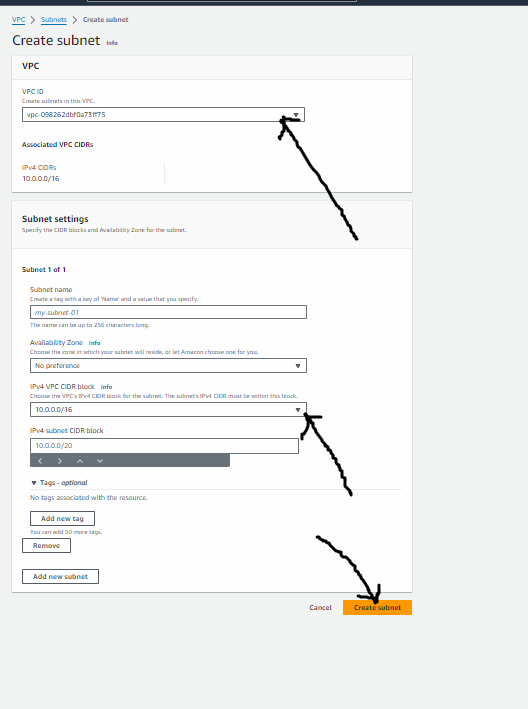 VPC > Subnets > Create subnet
Create subnet Info
VPC
VPC ID
Create subnets in this VPC.
vpc-098262dbf0a73ff75
Associated VPC CIDRs
IPv4 CIDRs
10.0.0.0/16
Subnet settings
Specify the CIDR blocks and Availability Zone for the subnet.
Subnet 1 of 1
Subnet name
Create a tag with a key of 'Name' and a value that you specify.
my-subnet-01
The name can be up to 256 characters long.
Availability Zone Info
Choose the zone in which your subnet will reside, or let Amazon choose one for you.
No preference
IPv4 VPC CIDR block Info
Choose the VPC's IPv4 CIDR block for the subnet. The subnet's IPv4 CIDR must lie within this block.
10.0.0.0/16
IPv4 subnet CIDR block
10.0.0.0/20
Tags - optional
No tags associated with the resource.
Add new tag
You can add 50 more tags.
Remove
Add new subnet
Cancel Create subnet